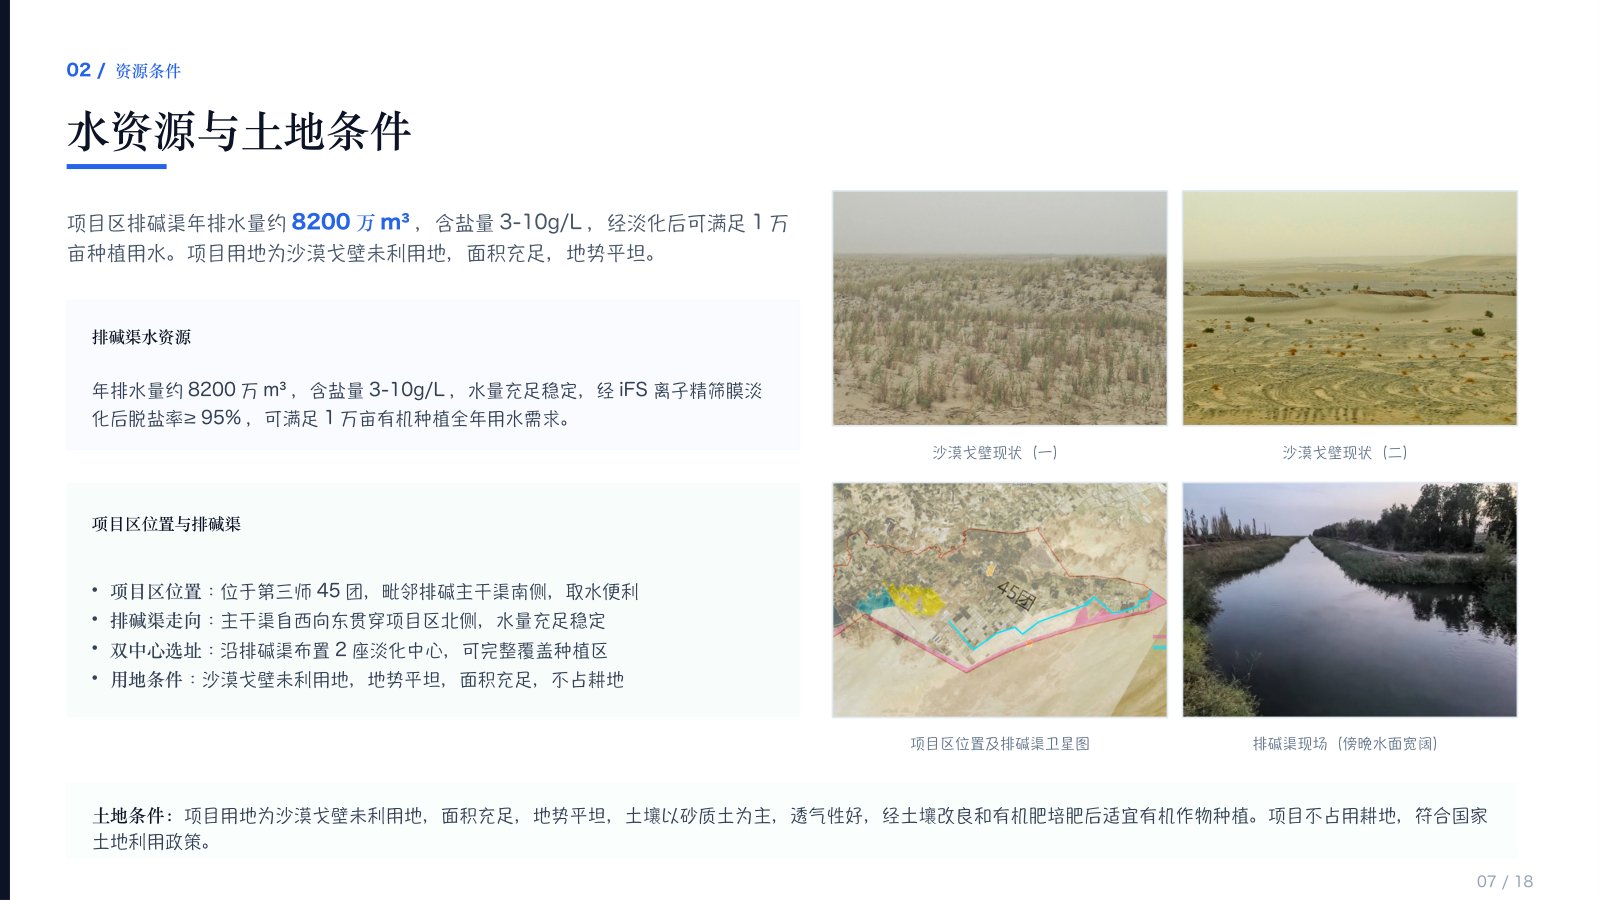 02 / 资源条件
水资源与土地条件
项目区排碱渠年排水量约 8200 万 m³，含盐量 3-10g/L，经淡化后可满足 1 万
亩种植用水。项目用地为沙漠戈壁未利用地，面积充足，地势平坦。
排碱渠水资源
年排水量约 8200 万 m³，含盐量 3-10g/L，水量充足稳定，经 iFS 离子精筛膜淡
化后脱盐率≥ 95%，可满足 1 万亩有机种植全年用水需求。
项目区位置与排碱渠
• 项目区位置：位于第三师 45 团，毗邻排碱主干渠南侧，取水便利
• 排碱渠走向：主干渠自西向东贯穿项目区北侧，水量充足稳定
• 双中心选址：沿排碱渠布置 2 座淡化中心，可完整覆盖种植区
• 用地条件：沙漠戈壁未利用地，地势平坦，面积充足，不占耕地
沙漠戈壁现状（一）
沙漠戈壁现状（二）
45团
项目区位置及排碱渠卫星图
排碱渠现场（傍晚水面宽阔）
土地条件：项目用地为沙漠戈壁未利用地，面积充足，地势平坦，土壤以砂质土为主，透气性好，经土壤改良和有机肥培肥后适宜有机作物种植。项目不占用耕地，符合国家
土地利用政策。
07 / 18